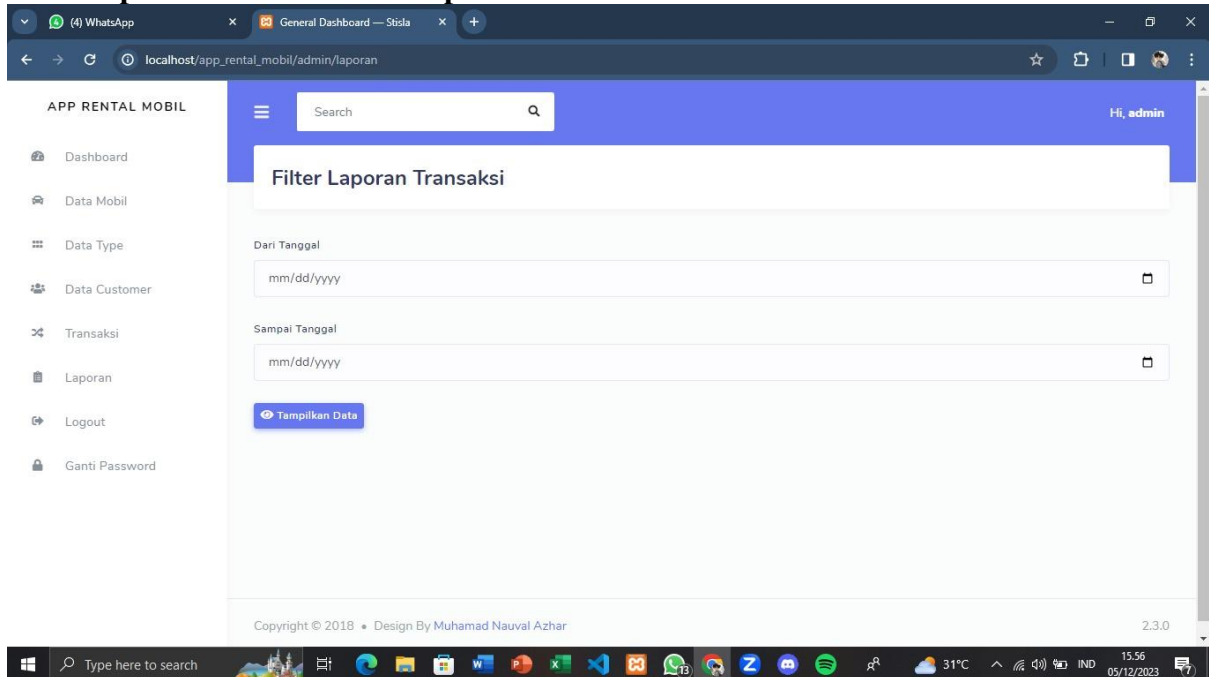 (4) WhatsApp
General Dashboard — Stisla
localhost/app_rental_mobil/admin/laporan
APP RENTAL MOBIL
Search
Hi, admin
Dashboard
Data Mobil
Data Type
Data Customer
Transaksi
Laporan
Logout
Ganti Password
Filter Laporan Transaksi
Dari Tanggal
mm/dd/yyyy
Sampai Tanggal
mm/dd/yyyy
Tampilkan Data
Copyright © 2018 • Design By Muhamad Nauval Azhar
2.3.0
Type here to search
13
31°C
IND
15.56
05/12/2023
7